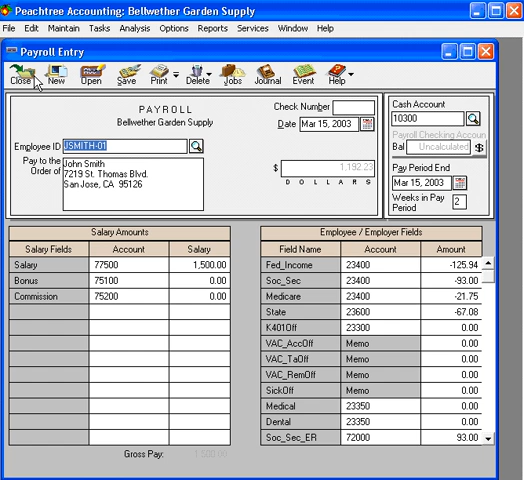 Peachtree Accounting: Bellwether Garden Supply
File Edit Maintain Tasks Analysis Options Reports Services Window Help
Payroll Entry
Close New Open Save Print Delete Jobs Journal Event Help
PAYROLL
Bellwether Garden Supply
Check Number
Date Mar 15, 2003
Cash Account
10300
Payroll Checking Accoun
Bal Uncalculated $
Employee ID JSMITH-01
Pay to the
Order of
John Smith
7219 St. Thomas Blvd.
San Jose, CA 95126
$ 1,192.23
DOLLARS
Pay Period End
Mar 15, 2003
Weeks in Pay
Period 2
Salary Amounts
Salary Fields Account Salary
Salary 77500 1,500.00
Bonus 75100 0.00
Commission 75200 0.00
Gross Pay: 1,500.00
Employee / Employer Fields
Field Name Account Amount
Fed_Income 23400 -125.94
Soc_Sec 23400 -93.00
Medicare 23400 -21.75
State 23600 -67.08
K401Off 23300 0.00
VAC_AccOff Memo 0.00
VAC_TaOff Memo 0.00
VAC_RemOff Memo 0.00
SickOff Memo 0.00
Medical 23350 0.00
Dental 23350 0.00
Soc_Sec_ER 72000 93.00